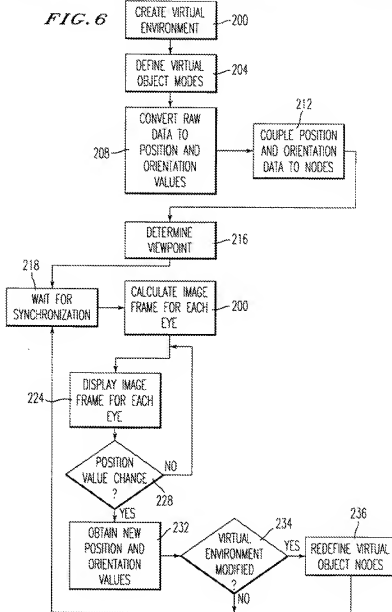 FIG. 6
CREATE VIRTUAL
ENVIRONMENT
200
DEFINE VIRTUAL
OBJECT MODES
204
CONVERT RAW
DATA TO
POSITION AND
ORIENTATION
VALUES
208
212
COUPLE POSITION
AND ORIENTATION
DATA TO NODES
DETERMINE
VIEWPOINT
216
218
WAIT FOR
SYNCHRONIZATION
CALCULATE IMAGE
FRAME FOR EACH
EYE
200
DISPLAY IMAGE
FRAME FOR EACH
EYE
224
POSITION
VALUE CHANGE
?
NO
228
YES
OBTAIN NEW
POSITION AND
ORIENTATION
VALUES
232
VIRTUAL
ENVIRONMENT
MODIFIED
?
234
YES
NO
236
REDEFINE VIRTUAL
OBJECT NODES